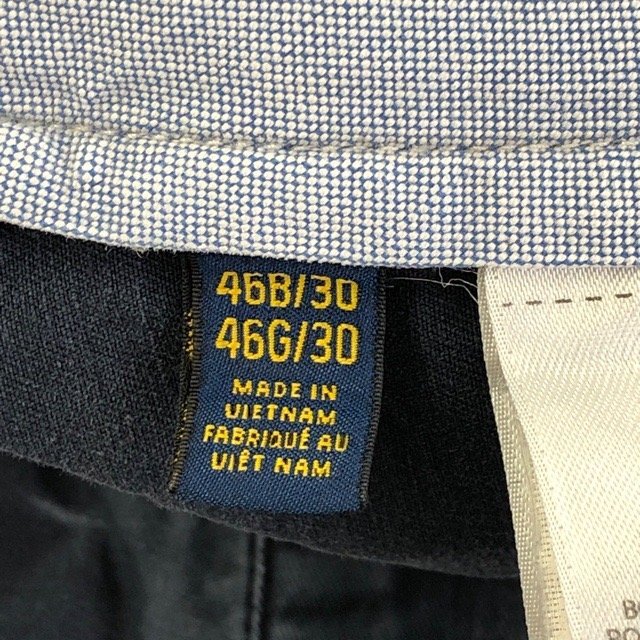 46B/30
46G/30
MADE IN
VIETNAM
FABRIQUÉ AU
VIÊT NAM